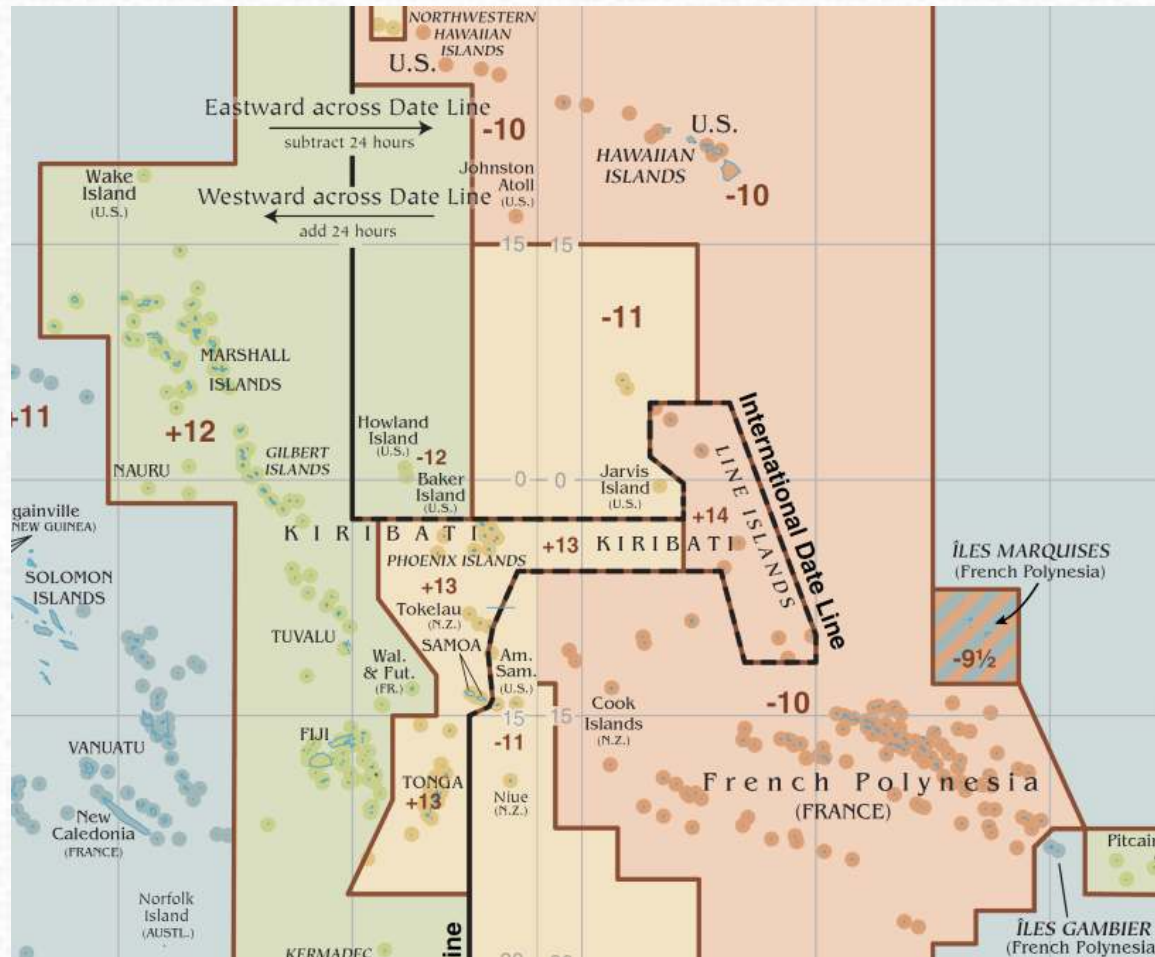 NORTHWESTERN
HAWAIIAN
ISLANDS
U.S.
Eastward across Date Line
subtract 24 hours
-10
U.S.
HAWAIIAN
ISLANDS
-10
Wake
Island
(U.S.)
Johnston
Atoll
(U.S.)
Westward across Date Line
add 24 hours
15 15
-11
MARSHALL
ISLANDS
+11
+12
Howland
Island
(U.S.)
-12
Baker
Island
(U.S.)
GILBERT
ISLANDS
NAURU
0 0
Jarvis
Island
(U.S.)
International Date Line
LINE ISLANDS
+14
gainville
NEW GUINEA)
KIRIBATI
PHOENIX ISLANDS
+13
KIRIBATI
SOLOMON
ISLANDS
+13
Tokelau
(N.Z.)
ÎLES MARQUISES
(French Polynesia)
-9½
TUVALU
SAMOA
Wal.
& Fut.
(FR.)
Am.
Sam.
(U.S.)
-10
15 15
Cook
Islands
(N.Z.)
-11
FIJI
VANUATU
TONGA
+13
Niue
(N.Z.)
French Polynesia
(FRANCE)
New
Caledonia
(FRANCE)
Pitcair
Norfolk
Island
(AUSTL.)
ÎLES GAMBIER
(French Polynesia
KERMADEC
line